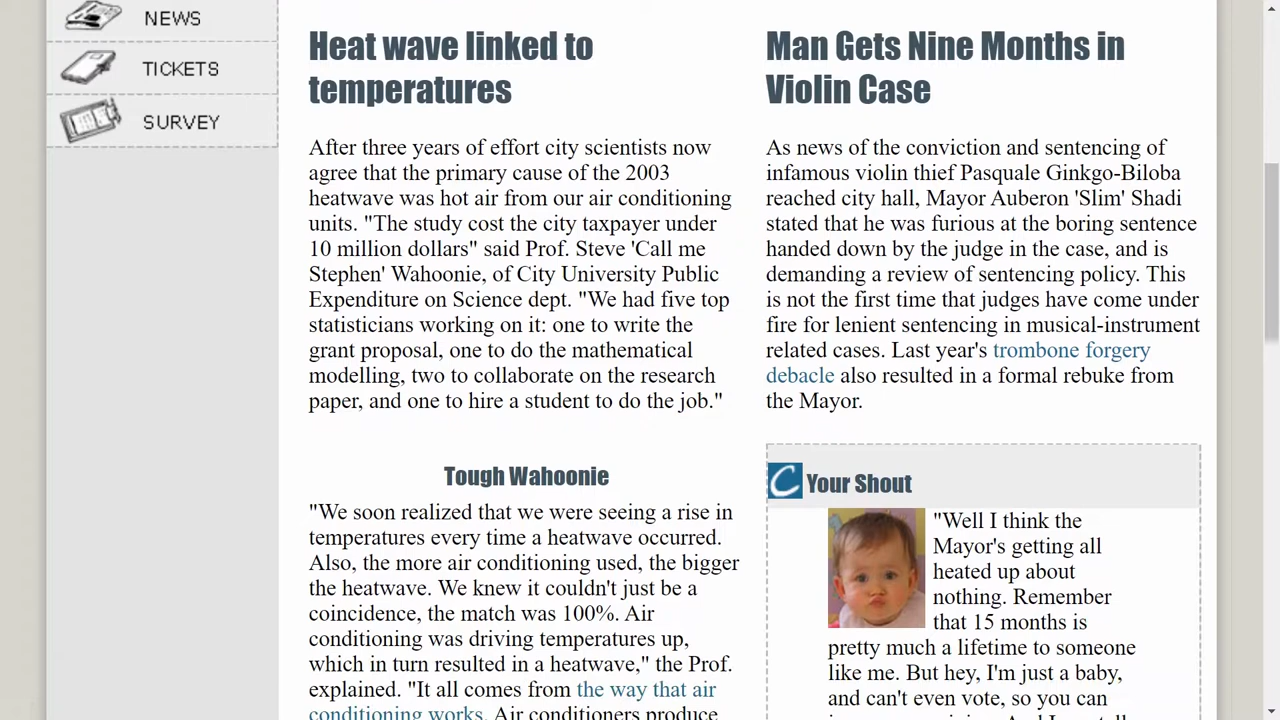 NEWS
TICKETS
SURVEY
Heat wave linked to
temperatures
After three years of effort city scientists now
agree that the primary cause of the 2003
heatwave was hot air from our air conditioning
units. "The study cost the city taxpayer under
10 million dollars" said Prof. Steve 'Call me
Stephen' Wahoonie, of City University Public
Expenditure on Science dept. "We had five top
statisticians working on it: one to write the
grant proposal, one to do the mathematical
modelling, two to collaborate on the research
paper, and one to hire a student to do the job."
Tough Wahoonie
"We soon realized that we were seeing a rise in
temperatures every time a heatwave occurred.
Also, the more air conditioning used, the bigger
the heatwave. We knew it couldn't just be a
coincidence, the match was 100%. Air
conditioning was driving temperatures up,
which in turn resulted in a heatwave," the Prof.
explained. "It all comes from the way that air
conditioning works. Air conditioners produce
Man Gets Nine Months in
Violin Case
As news of the conviction and sentencing of
infamous violin thief Pasquale Ginkgo-Biloba
reached city hall, Mayor Auberon 'Slim' Shadi
stated that he was furious at the boring sentence
handed down by the judge in the case, and is
demanding a review of sentencing policy. This
is not the first time that judges have come under
fire for lenient sentencing in musical-instrument
related cases. Last year's trombone forgery
debacle also resulted in a formal rebuke from
the Mayor.
C Your Shout
"Well I think the
Mayor's getting all
heated up about
nothing. Remember
that 15 months is
pretty much a lifetime to someone
like me. But hey, I'm just a baby,
and can't even vote, so you can